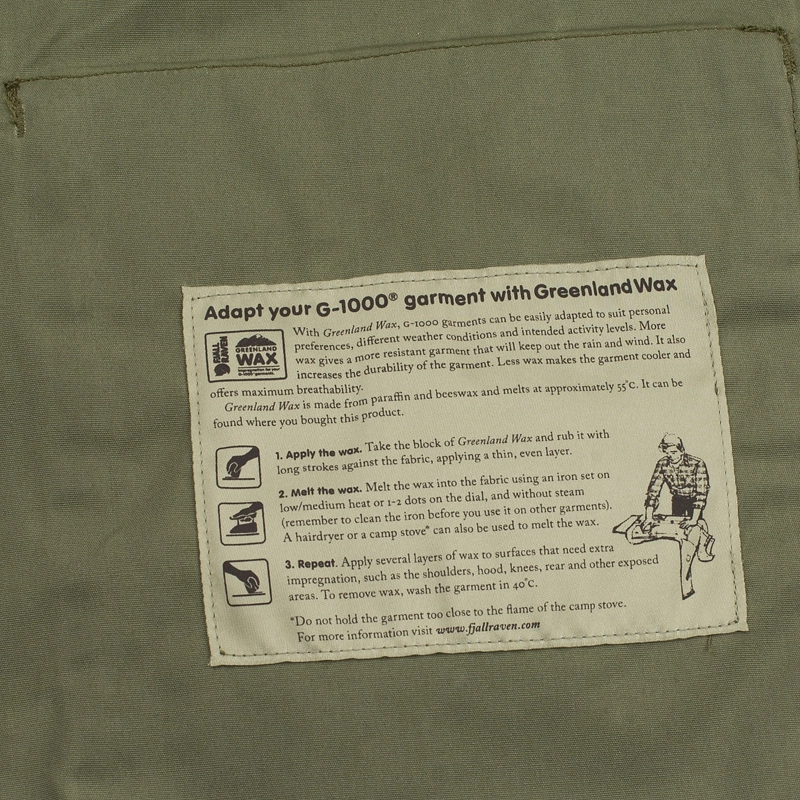 Adapt your G-1000® garment with Greenland Wax
FJÄLL
RÄVEN
GREENLAND
WAX
impregnation for your
G-1000® garments.
With Greenland Wax, G-1000 garments can be easily adapted to suit personal
preferences, different weather conditions and intended activity levels. More
wax gives a more resistant garment that will keep out the rain and wind. It also
increases the durability of the garment. Less wax makes the garment cooler and
offers maximum breathability.
Greenland Wax is made from paraffin and beeswax and melts at approximately 55°C. It can be
found where you bought this product.
1. Apply the wax. Take the block of Greenland Wax and rub it with
long strokes against the fabric, applying a thin, even layer.
2. Melt the wax. Melt the wax into the fabric using an iron set on
low/medium heat or 1-2 dots on the dial, and without steam
(remember to clean the iron before you use it on other garments).
A hairdryer or a camp stove* can also be used to melt the wax.
3. Repeat. Apply several layers of wax to surfaces that need extra
impregnation, such as the shoulders, hood, knees, rear and other exposed
areas. To remove wax, wash the garment in 40°C.
*Do not hold the garment too close to the flame of the camp stove.
For more information visit www.fjallraven.com